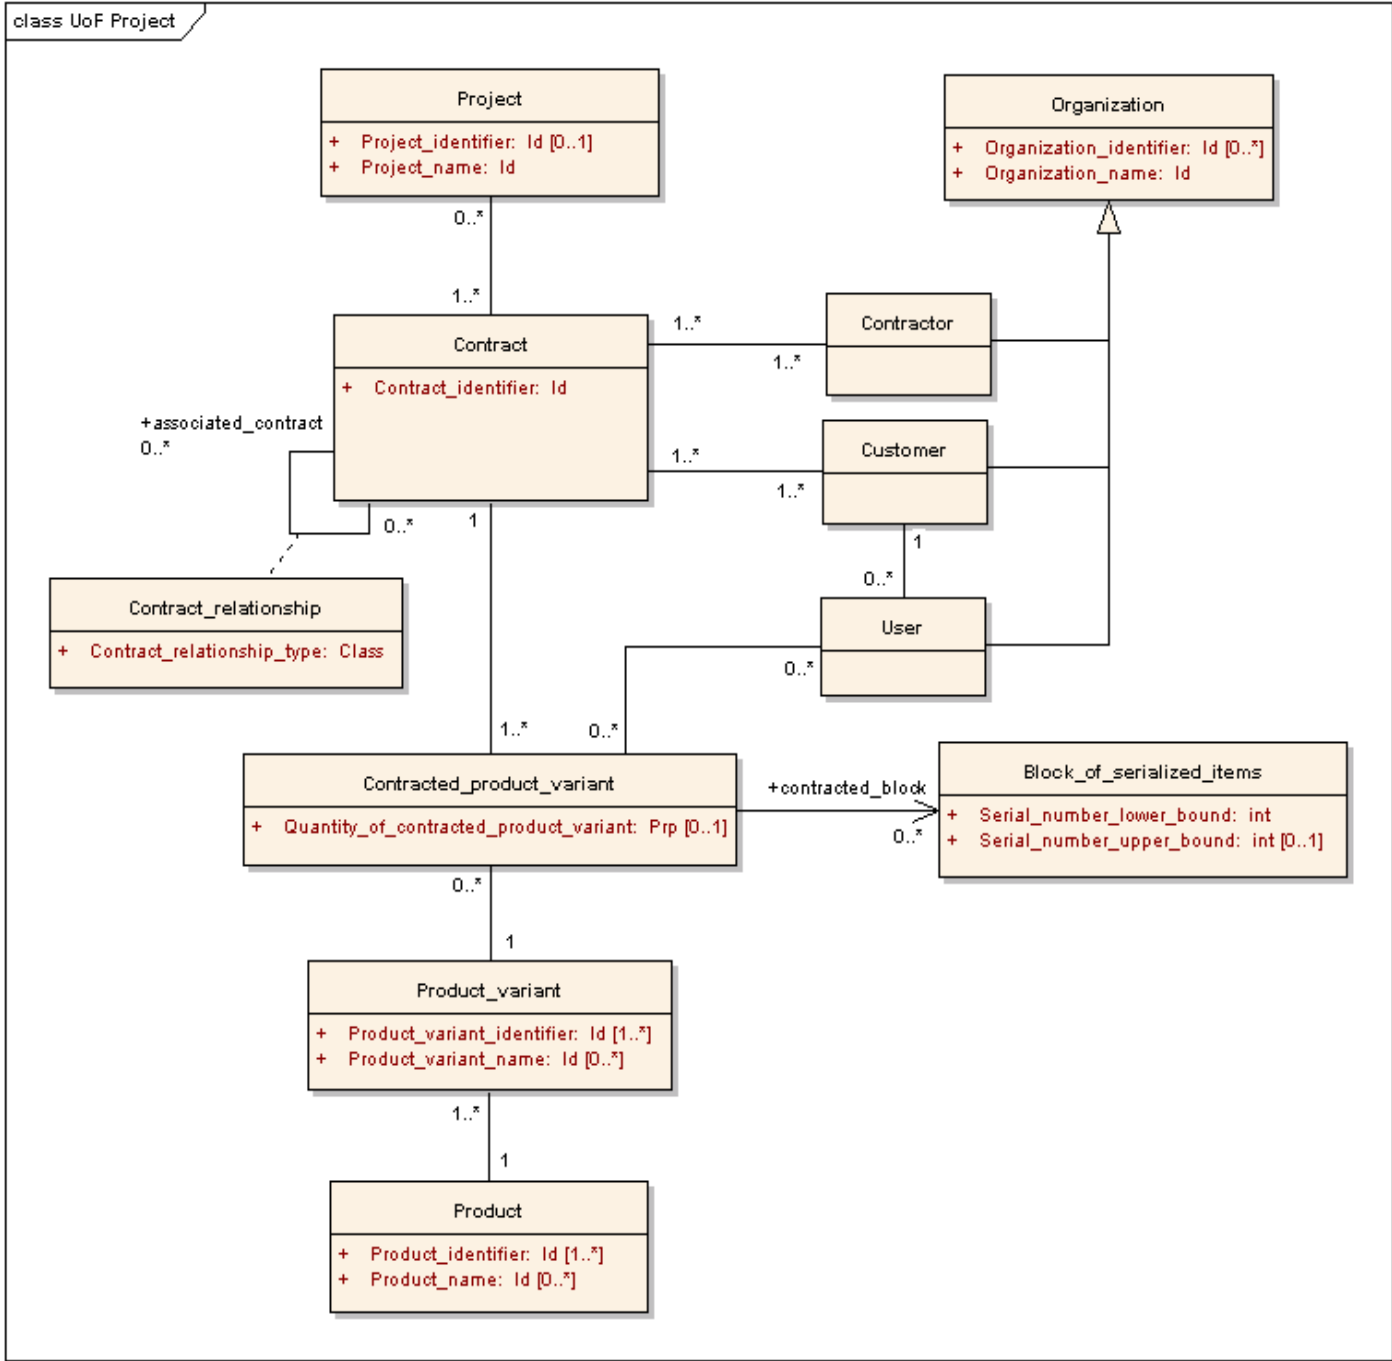 class UoF Project
Project
+ Project_identifier: Id [0..1]
+ Project_name: Id
Organization
+ Organization_identifier: Id [0..*]
+ Organization_name: Id
0..*
1..*
Contract
+ Contract_identifier: Id
1..*
1..*
Contractor
+associated_contract
0..*
0..*
1..*
1..*
Customer
1
1
0..*
Contract_relationship
+ Contract_relationship_type: Class
User
0..*
1..*
0..*
Contracted_product_variant
+ Quantity_of_contracted_product_variant: Prp [0..1]
+contracted_block
0..*
Block_of_serialized_items
+ Serial_number_lower_bound: int
+ Serial_number_upper_bound: int [0..1]
0..*
1
Product_variant
+ Product_variant_identifier: Id [1..*]
+ Product_variant_name: Id [0..*]
1..*
1
Product
+ Product_identifier: Id [1..*]
+ Product_name: Id [0..*]